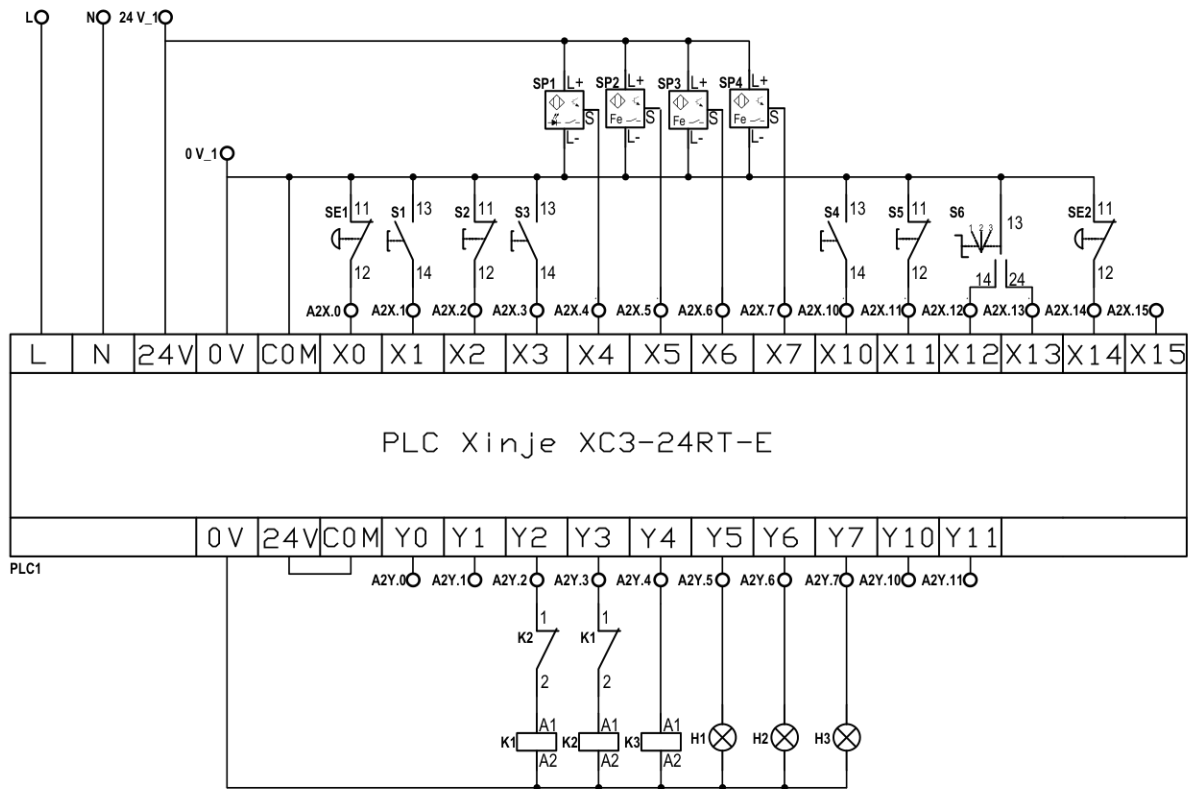 L N 24 V_1
SP1 L+ SP2 L+ SP3 L+ SP4 L+
S S S S
Fe Fe Fe
L- L- L- L-
0 V_1
SE1 11 S1 13 S2 11 S3 13 S4 13 S5 11 S6 1 2 3 13 SE2 11
12 14 12 14 14 12 14 24 12
A2X.0 A2X.1 A2X.2 A2X.3 A2X.4 A2X.5 A2X.6 A2X.7 A2X.10 A2X.11 A2X.12 A2X.13 A2X.14 A2X.15
L N 24V 0V COM X0 X1 X2 X3 X4 X5 X6 X7 X10 X11 X12 X13 X14 X15
PLC Xinje XC3-24RT-E
0V 24V COM Y0 Y1 Y2 Y3 Y4 Y5 Y6 Y7 Y10 Y11
PLC1
A2Y.0 A2Y.1 A2Y.2 A2Y.3 A2Y.4 A2Y.5 A2Y.6 A2Y.7 A2Y.10 A2Y.11
1 1
K2 K1
2 2
A1 A1 A1
K1 K2 K3 H1 H2 H3
A2 A2 A2